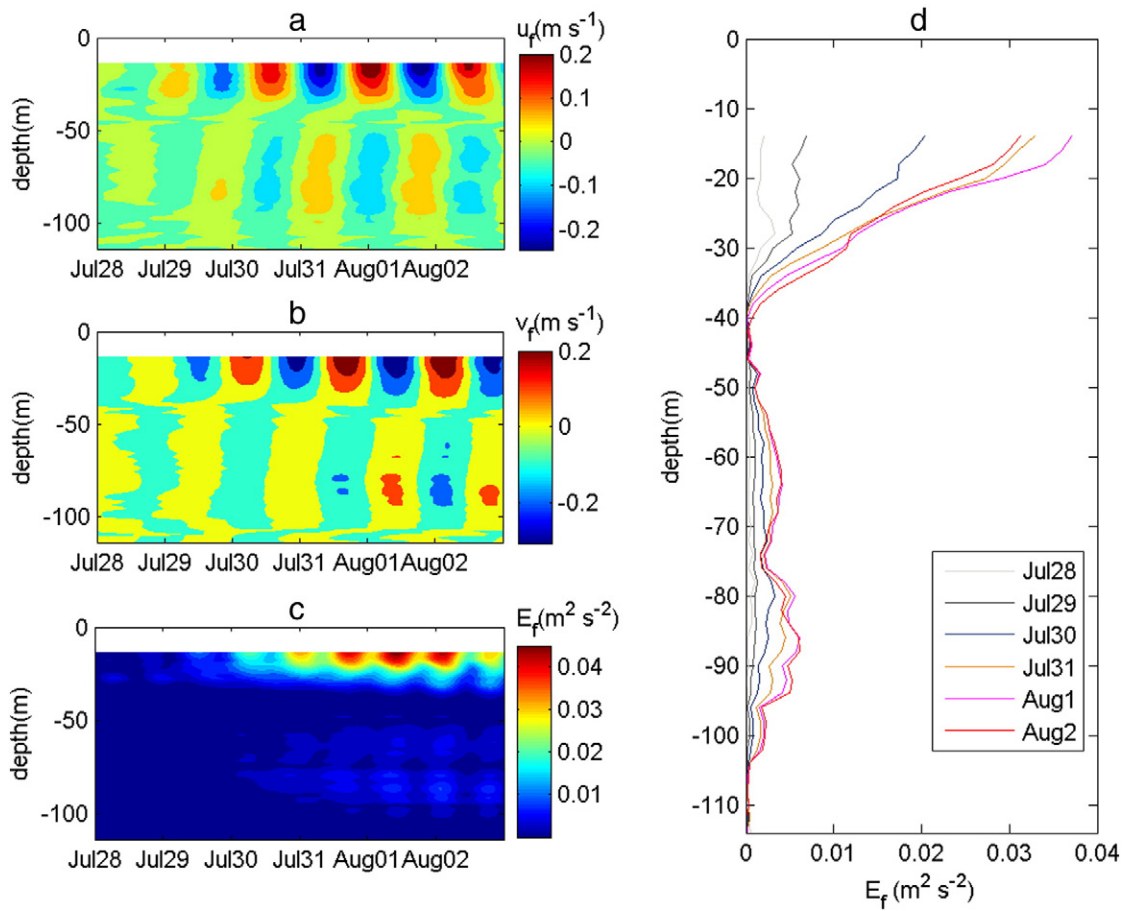 a
u_f(m s⁻¹)
0
-50
-100
depth(m)
Jul28 Jul29 Jul30 Jul31 Aug01 Aug02
0.2
0.1
0
-0.1
-0.2
b
v_f(m s⁻¹)
0
-50
-100
depth(m)
Jul28 Jul29 Jul30 Jul31 Aug01 Aug02
0.2
0
-0.2
c
E_f(m² s⁻²)
0
-50
-100
depth(m)
Jul28 Jul29 Jul30 Jul31 Aug01 Aug02
0.04
0.03
0.02
0.01
d
0
-10
-20
-30
-40
-50
-60
-70
-80
-90
-100
-110
depth(m)
Jul28
Jul29
Jul30
Jul31
Aug1
Aug2
0 0.01 0.02 0.03 0.04
E_f (m² s⁻²)